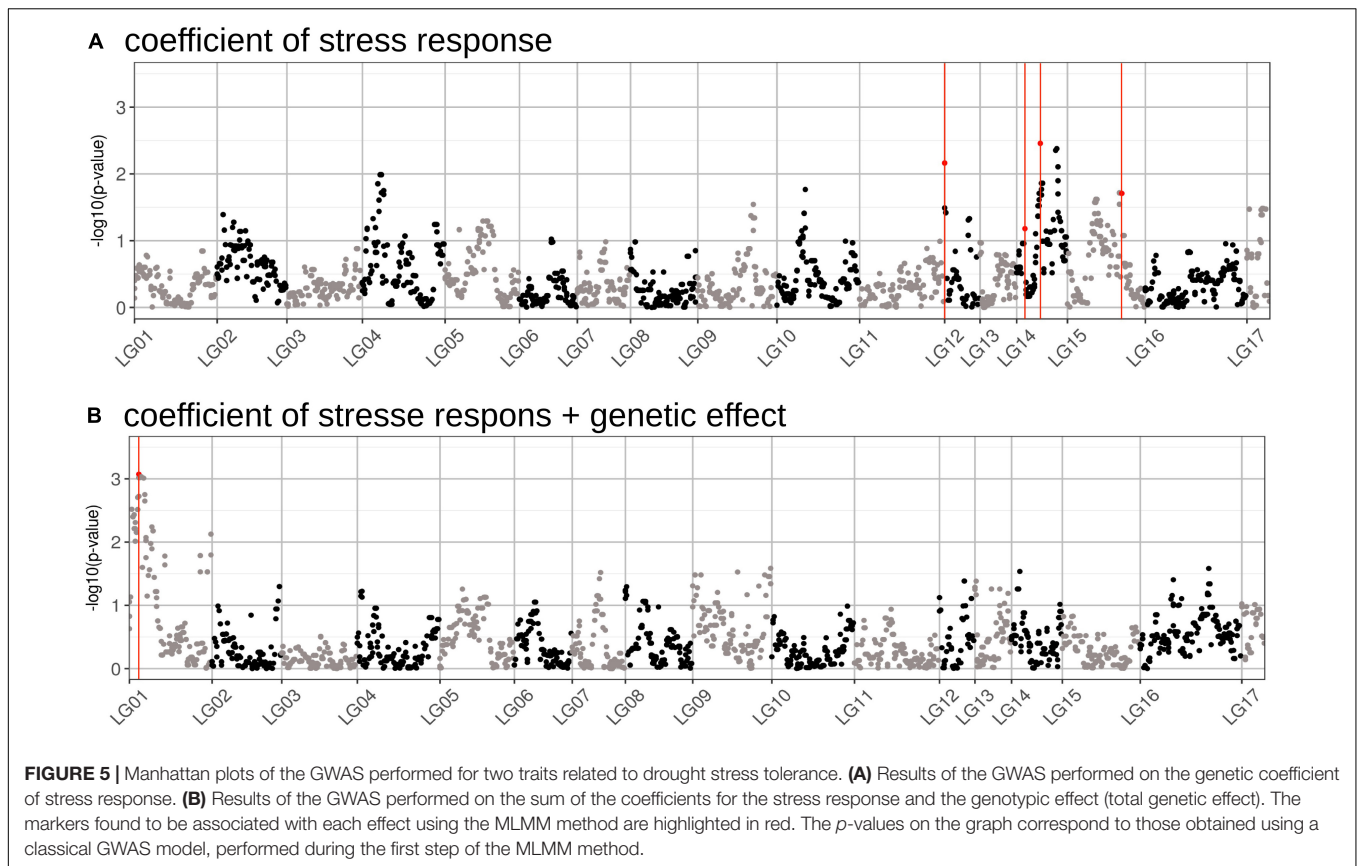 A coefficient of stress response
-log10(p-value)
3
2
1
0
LG01 LG02 LG03 LG04 LG05 LG06 LG07 LG08 LG09 LG10 LG11 LG12 LG13 LG14 LG15 LG16 LG17
B coefficient of stresse respons + genetic effect
-log10(p-value)
3
2
1
0
LG01 LG02 LG03 LG04 LG05 LG06 LG07 LG08 LG09 LG10 LG11 LG12 LG13 LG14 LG15 LG16 LG17
FIGURE 5 | Manhattan plots of the GWAS performed for two traits related to drought stress tolerance. (A) Results of the GWAS performed on the genetic coefficient
of stress response. (B) Results of the GWAS performed on the sum of the coefficients for the stress response and the genotypic effect (total genetic effect). The
markers found to be associated with each effect using the MLMM method are highlighted in red. The p-values on the graph correspond to those obtained using a
classical GWAS model, performed during the first step of the MLMM method.